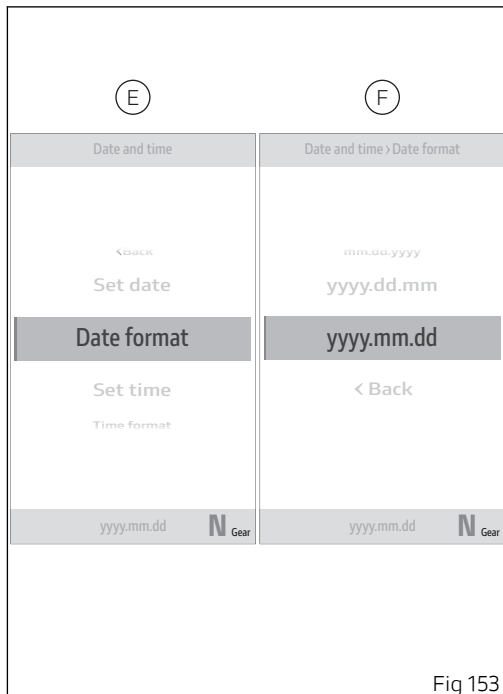 E
Date and time
<Back
Set date
Date format
Set time
Time format
yyyy.mm.dd N Gear
F
Date and time›Date format
mm.dd.yyyy
yyyy.dd.mm
yyyy.mm.dd
< Back
yyyy.mm.dd N Gear
Fig 153